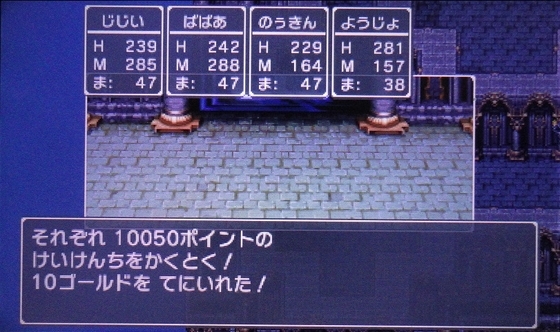 じじい ばばあ のうきん ようじょ
H 239 H 242 H 229 H 281
M 285 M 288 M 164 M 157
ま: 47 ま: 47 ま: 47 ま: 38
それぞれ 10050ポイントの
けいけんちをかくとく！
10ゴールドを てにいれた！